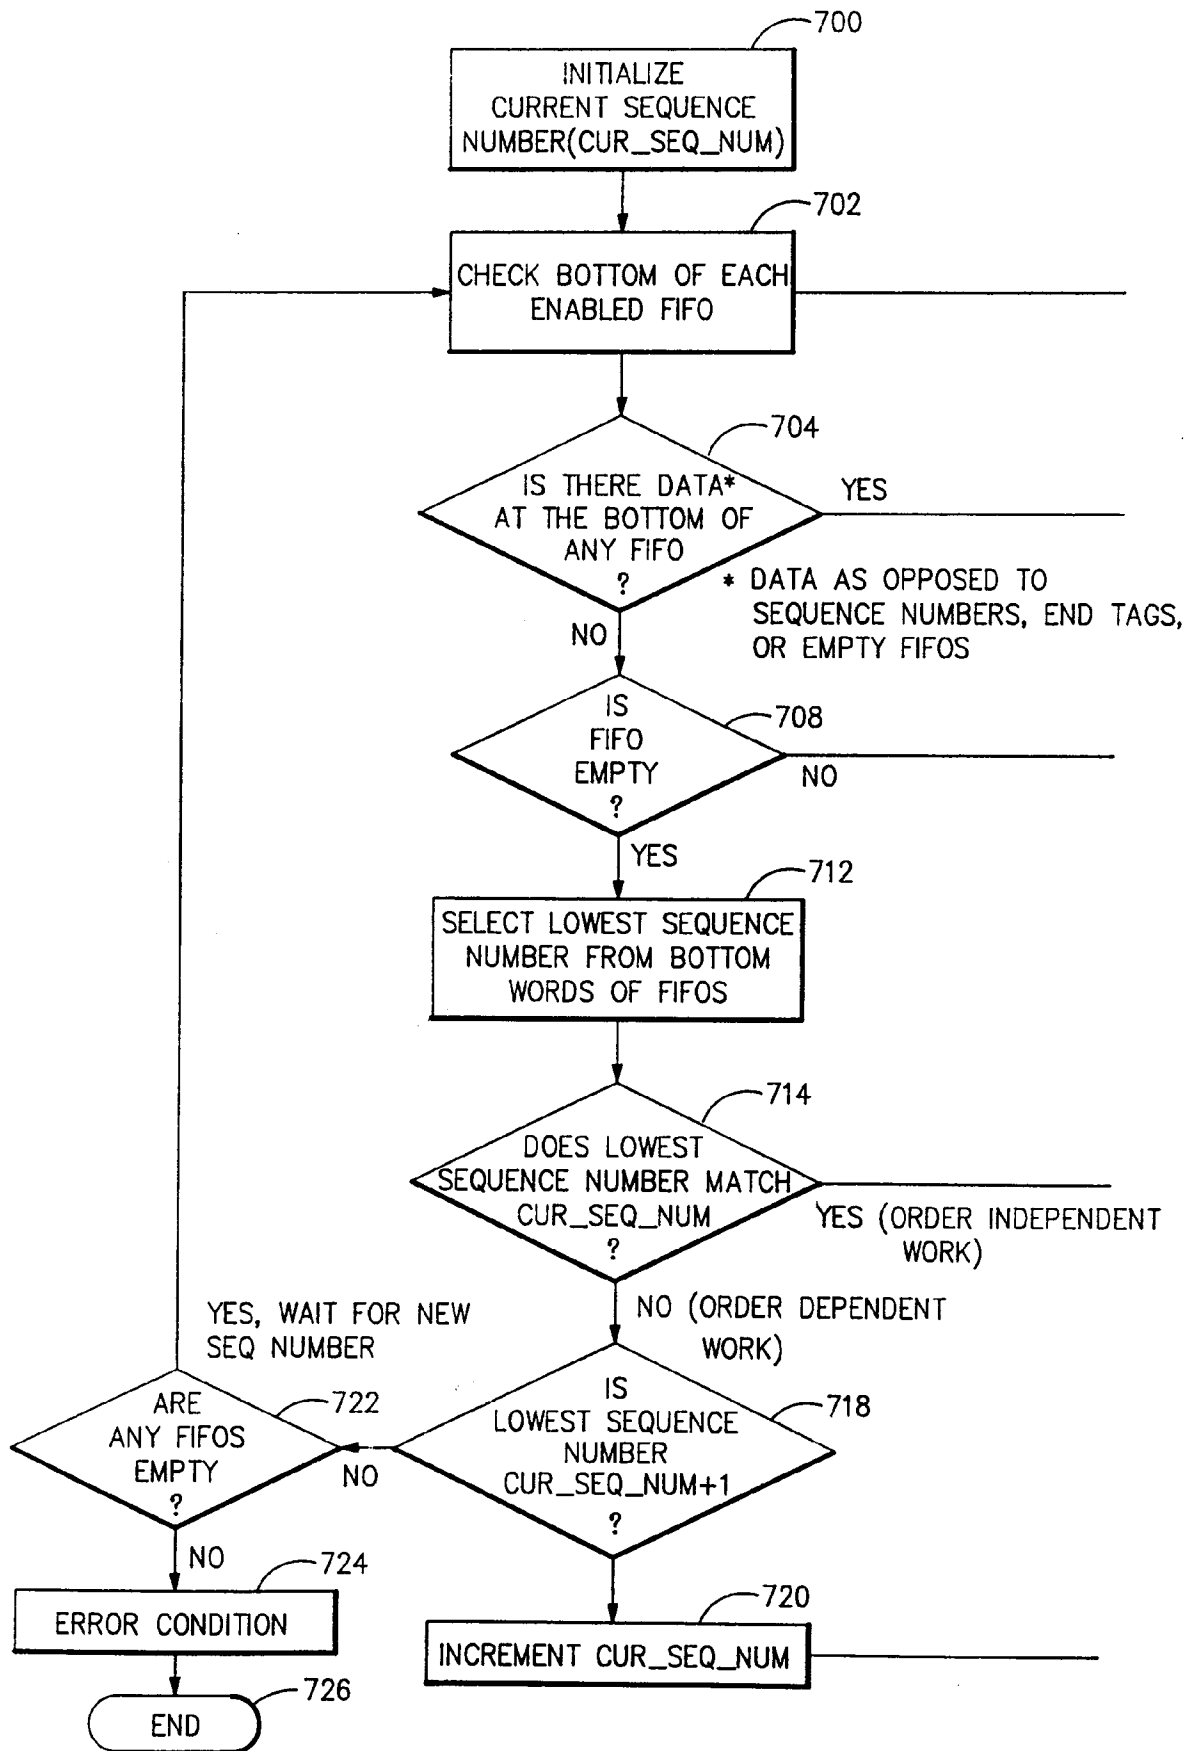 700
INITIALIZE
CURRENT SEQUENCE
NUMBER(CUR_SEQ_NUM)
702
CHECK BOTTOM OF EACH
ENABLED FIFO
704
IS THERE DATA*
AT THE BOTTOM OF
ANY FIFO
?
YES
* DATA AS OPPOSED TO
SEQUENCE NUMBERS, END TAGS,
OR EMPTY FIFOS
NO
708
IS
FIFO
EMPTY
?
NO
YES
712
SELECT LOWEST SEQUENCE
NUMBER FROM BOTTOM
WORDS OF FIFOS
714
DOES LOWEST
SEQUENCE NUMBER MATCH
CUR_SEQ_NUM
?
YES (ORDER INDEPENDENT
WORK)
NO (ORDER DEPENDENT
WORK)
YES, WAIT FOR NEW
SEQ NUMBER
718
IS
LOWEST SEQUENCE
NUMBER
CUR_SEQ_NUM+1
?
NO
722
ARE
ANY FIFOS
EMPTY
?
NO
724
ERROR CONDITION
720
INCREMENT CUR_SEQ_NUM
726
END